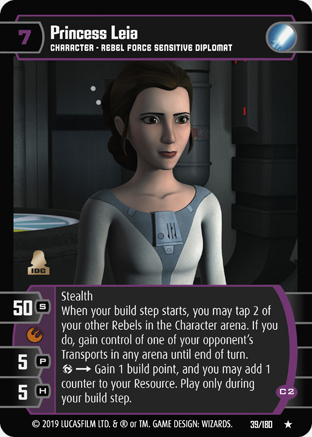 7
Princess Leia
CHARACTER - REBEL FORCE SENSITIVE DIPLOMAT
IDC
50 S
5 P
5 H
Stealth
When your build step starts, you may tap 2 of
your other Rebels in the Character arena. If you
do, gain control of one of your opponent's
Transports in any arena until end of turn.
→ Gain 1 build point, and you may add 1
counter to your Resource. Play only during
your build step.
C2
© 2019 LUCASFILM LTD. & ® or TM. GAME DESIGN: WIZARDS.
39/180